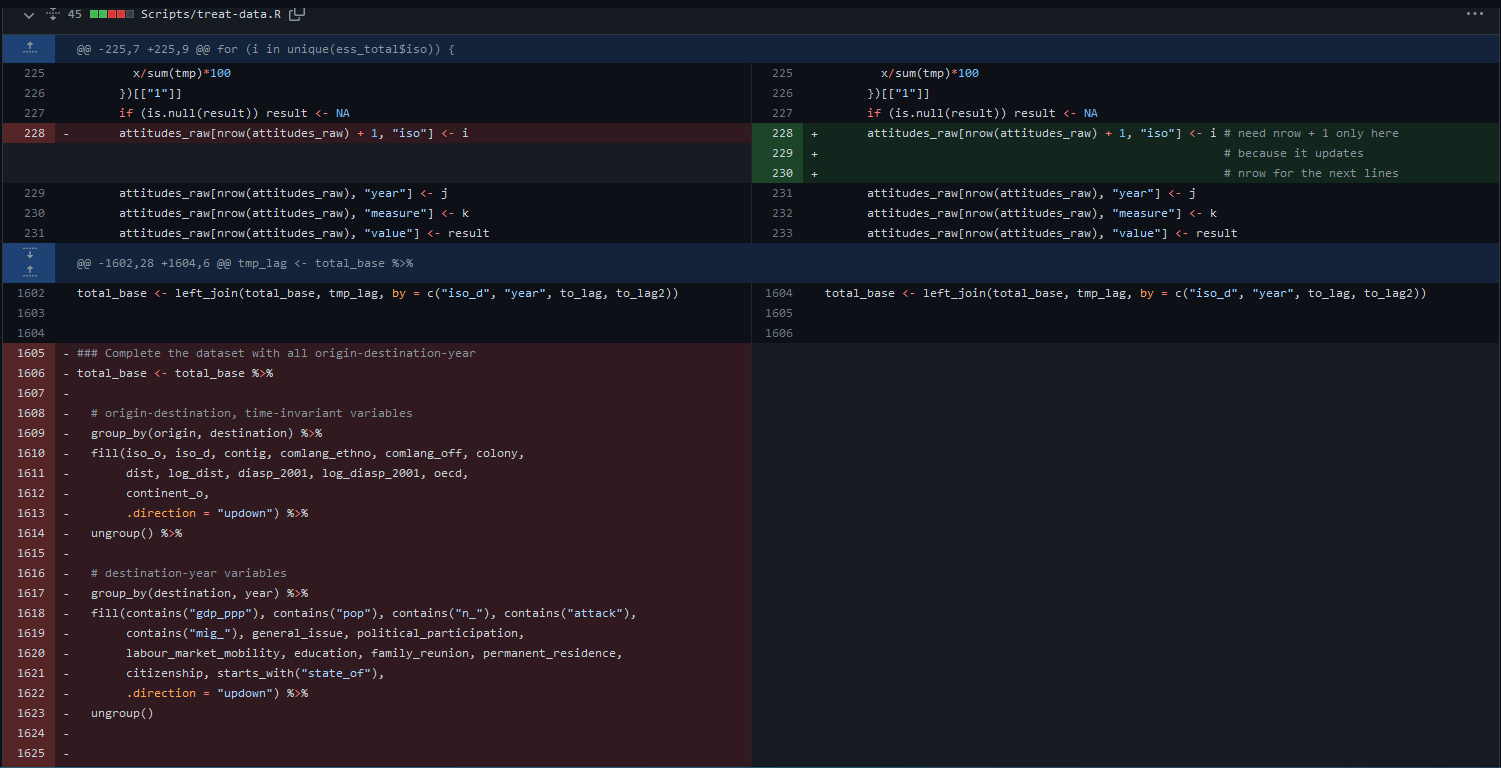 45 Scripts/treat-data.R
@@ -225,7 +225,9 @@ for (i in unique(ess_total$iso)) {
225 x/sum(tmp)*100
226 })[["1"]]
227 if (is.null(result)) result <- NA
228 - attitudes_raw[nrow(attitudes_raw) + 1, "iso"] <- i
229 attitudes_raw[nrow(attitudes_raw), "year"] <- j
230 attitudes_raw[nrow(attitudes_raw), "measure"] <- k
231 attitudes_raw[nrow(attitudes_raw), "value"] <- result
225 x/sum(tmp)*100
226 })[["1"]]
227 if (is.null(result)) result <- NA
228 + attitudes_raw[nrow(attitudes_raw) + 1, "iso"] <- i # need nrow + 1 only here
229 + # because it updates
230 + # nrow for the next lines
231 attitudes_raw[nrow(attitudes_raw), "year"] <- j
232 attitudes_raw[nrow(attitudes_raw), "measure"] <- k
233 attitudes_raw[nrow(attitudes_raw), "value"] <- result
@@ -1602,28 +1604,6 @@ tmp_lag <- total_base %>%
1602 total_base <- left_join(total_base, tmp_lag, by = c("iso_d", "year", to_lag, to_lag2))
1603
1604
1605 - ### Complete the dataset with all origin-destination-year
1606 - total_base <- total_base %>%
1607 -
1608 - # origin-destination, time-invariant variables
1609 - group_by(origin, destination) %>%
1610 - fill(iso_o, iso_d, contig, comlang_ethno, comlang_off, colony,
1611 - dist, log_dist, diasp_2001, log_diasp_2001, oecd,
1612 - continent_o,
1613 - .direction = "updown") %>%
1614 - ungroup() %>%
1615 -
1616 - # destination-year variables
1617 - group_by(destination, year) %>%
1618 - fill(contains("gdp_ppp"), contains("pop"), contains("n_"), contains("attack"),
1619 - contains("mig_"), general_issue, political_participation,
1620 - labour_market_mobility, education, family_reunion, permanent_residence,
1621 - citizenship, starts_with("state_of"),
1622 - .direction = "updown") %>%
1623 - ungroup()
1624 -
1625 -
1604 total_base <- left_join(total_base, tmp_lag, by = c("iso_d", "year", to_lag, to_lag2))
1605
1606